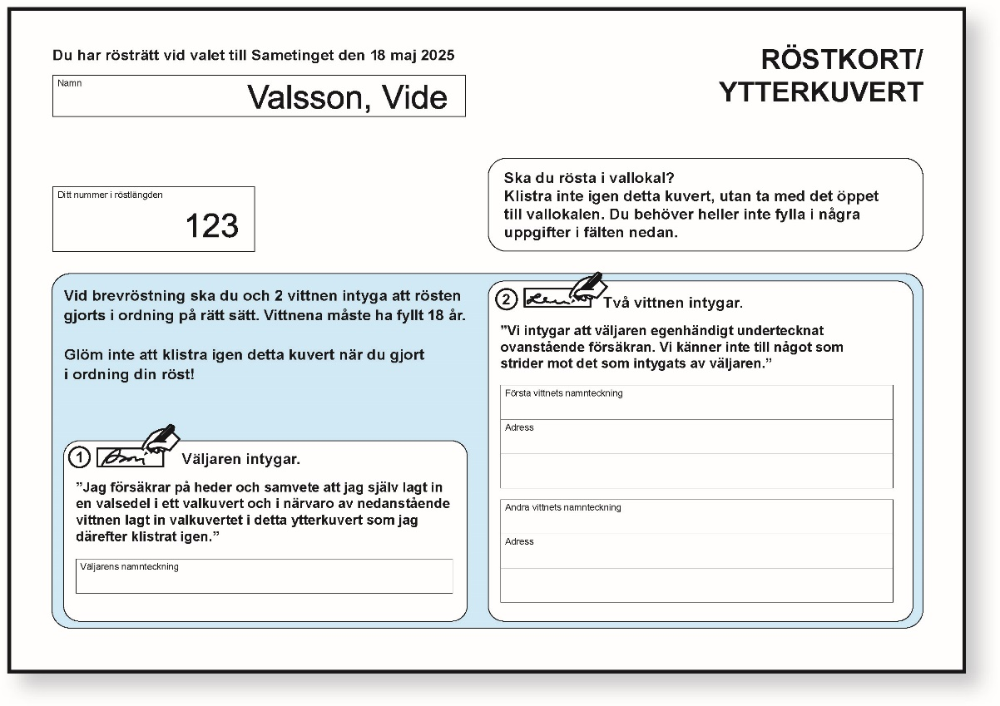 Du har rösträtt vid valet till Sametinget den 18 maj 2025
RÖSTKORT/
YTTERKUVERT
Namn
Valsson, Vide
Ditt nummer i röstlängden
123
Ska du rösta i vallokal?
Klistra inte igen detta kuvert, utan ta med det öppet
till vallokalen. Du behöver heller inte fylla i några
uppgifter i fälten nedan.
Vid brevröstning ska du och 2 vittnen intyga att rösten
gjorts i ordning på rätt sätt. Vittnena måste ha fyllt 18 år.
Glöm inte att klistra igen detta kuvert när du gjort
i ordning din röst!
1
Väljaren intygar.
”Jag försäkrar på heder och samvete att jag själv lagt in
en valsedel i ett valkuvert och i närvaro av nedanstående
vittnen lagt in valkuvertet i detta ytterkuvert som jag
därefter klistrat igen.”
Väljarens namnteckning
2
Två vittnen intygar.
”Vi intygar att väljaren egenhändigt undertecknat
ovanstående försäkran. Vi känner inte till något som
strider mot det som intygats av väljaren.”
Första vittnets namnteckning
Adress
Andra vittnets namnteckning
Adress